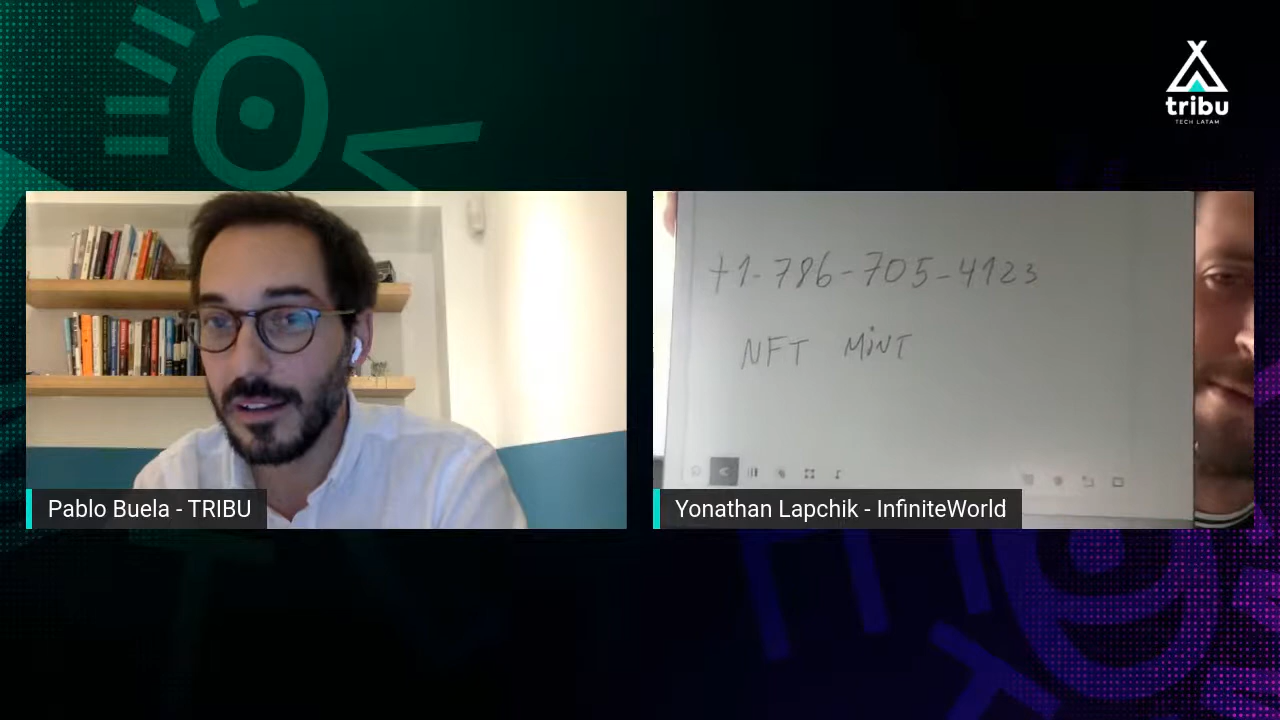 tribu
TECH LATAM
+1-786-705-4123
NFT MiNT
Pablo Buela - TRIBU
Yonathan Lapchik - InfiniteWorld